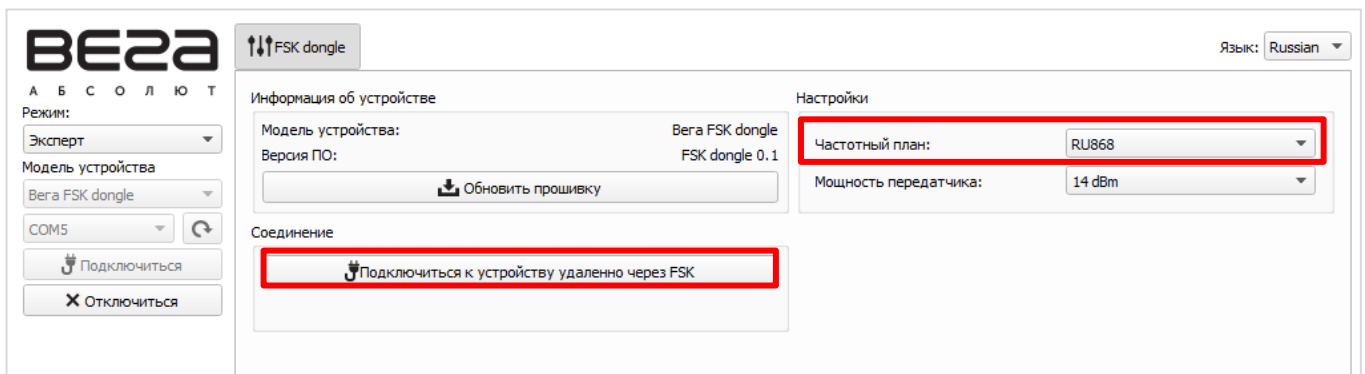 ВЕГА
АБСОЛЮТ
Режим:
Эксперт
Модель устройства
Вега FSK dongle
COM5
Подключиться
Отключиться
FSK dongle
Язык: Russian
Информация об устройстве
Модель устройства: Вега FSK dongle
Версия ПО: FSK dongle 0.1
Обновить прошивку
Соединение
Подключиться к устройству удаленно через FSK
Настройки
Частотный план: RU868
Мощность передатчика: 14 dBm